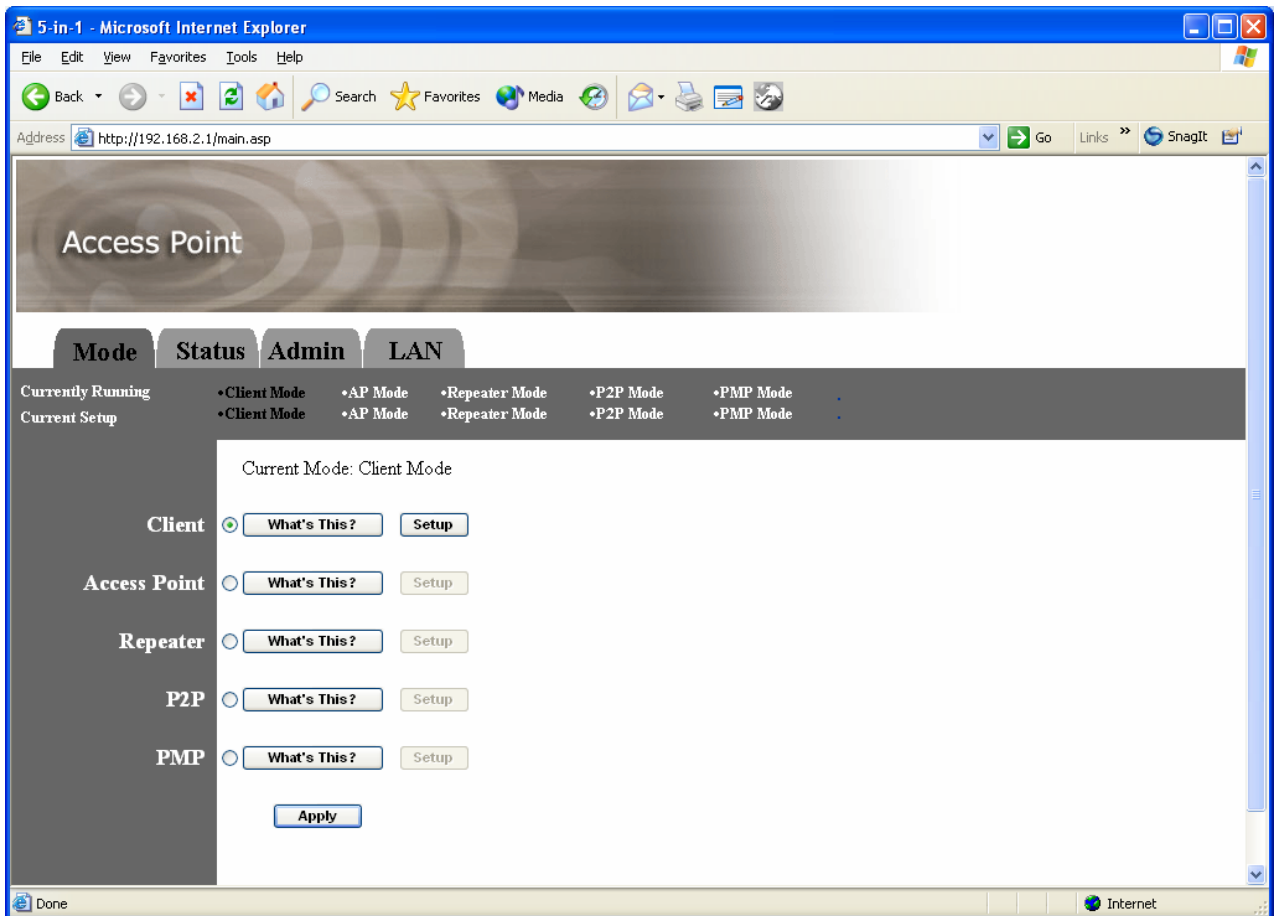 5-in-1 - Microsoft Internet Explorer
File Edit View Favorites Tools Help
Back Search Favorites Media
Address http://192.168.2.1/main.asp Go Links » SnagIt
Access Point
Mode Status Admin LAN
Currently Running •Client Mode •AP Mode •Repeater Mode •P2P Mode •PMP Mode .
Current Setup •Client Mode •AP Mode •Repeater Mode •P2P Mode •PMP Mode .
Current Mode: Client Mode
Client What's This? Setup
Access Point What's This? Setup
Repeater What's This? Setup
P2P What's This? Setup
PMP What's This? Setup
Apply
Done Internet